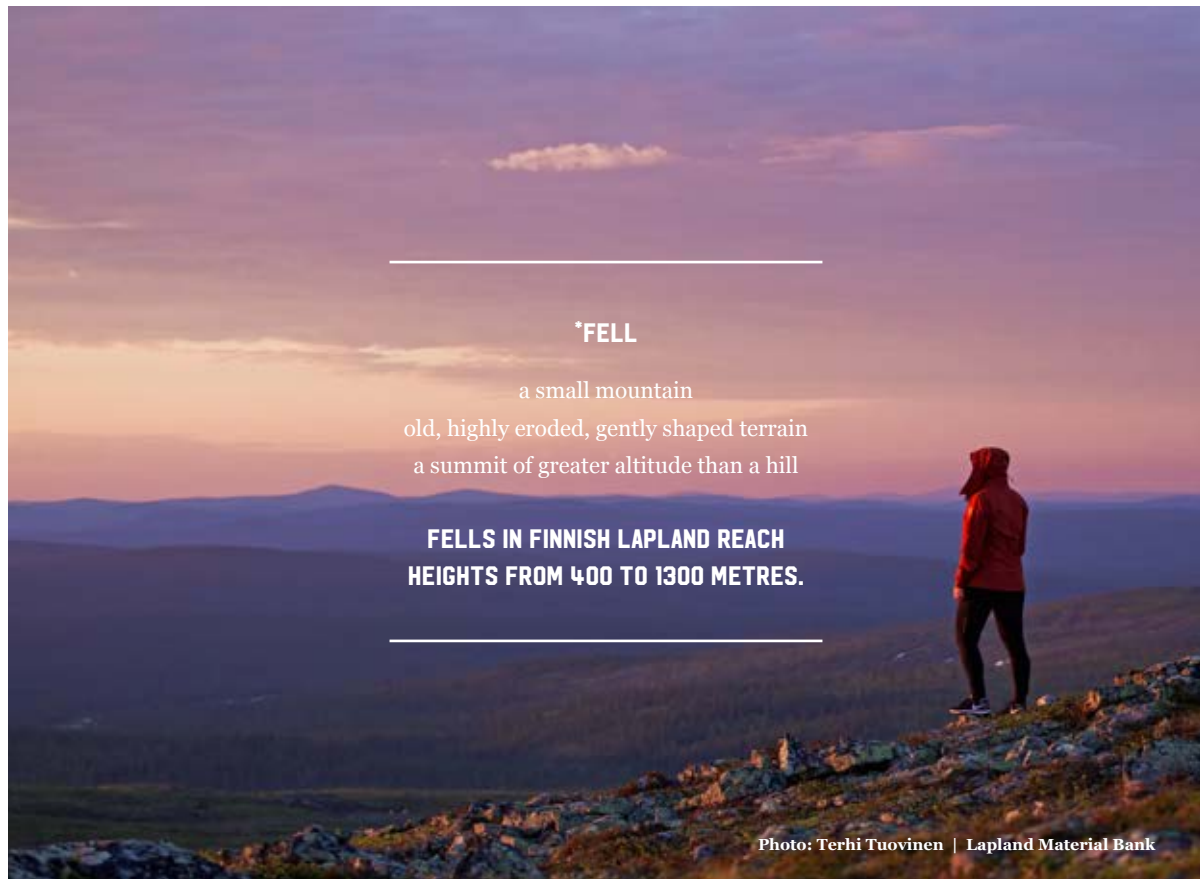 *FELL
a small mountain
old, highly eroded, gently shaped terrain
a summit of greater altitude than a hill
FELLS IN FINNISH LAPLAND REACH
HEIGHTS FROM 400 TO 1300 METRES.
Photo: Terhi Tuovinen | Lapland Material Bank